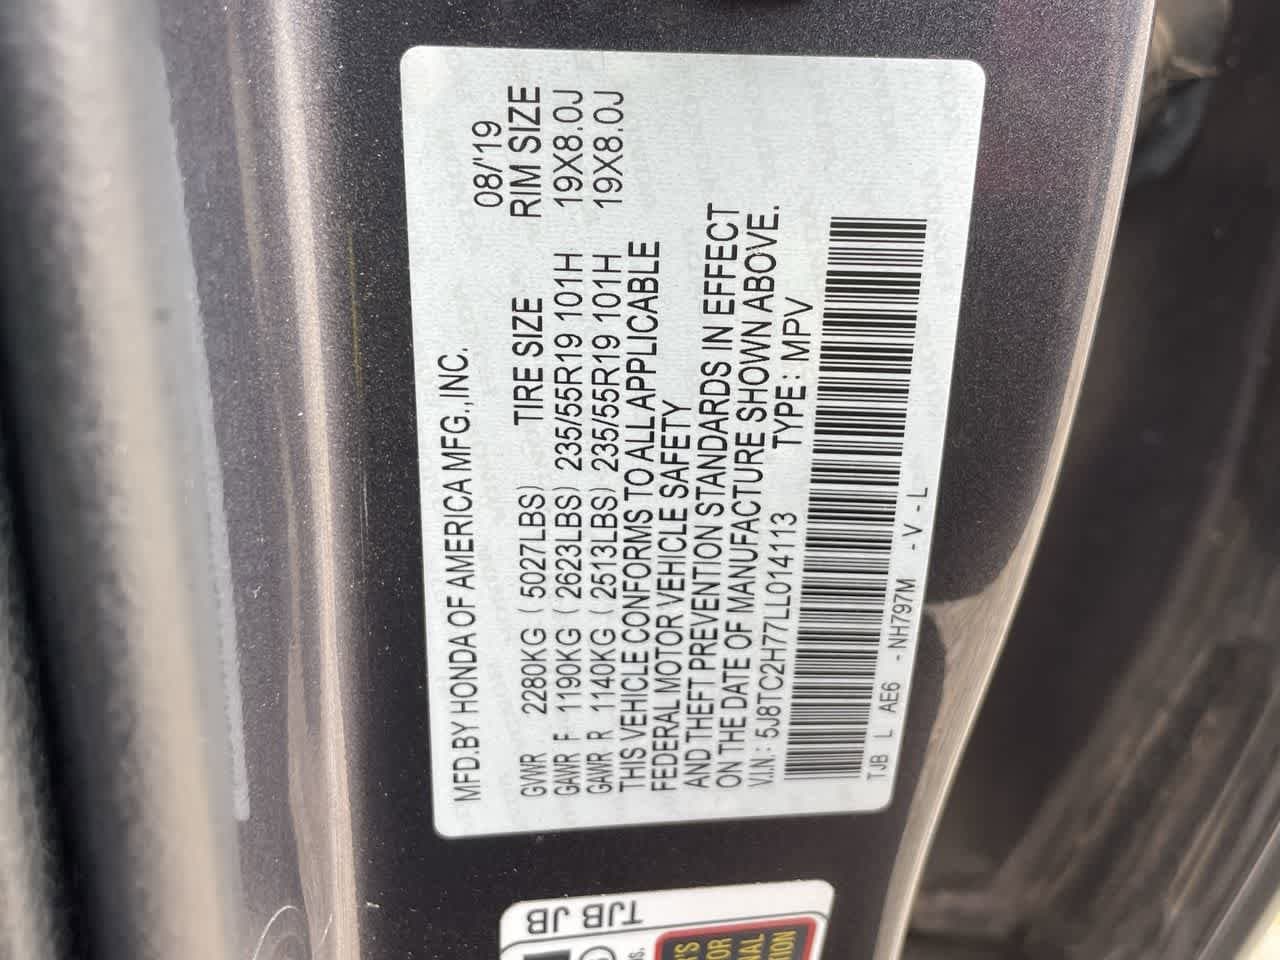 MFD.BY HONDA OF AMERICA MFG.,INC. 08/'19
GVWR 2280KG ( 5027LBS) TIRE SIZE RIM SIZE
GAWR F 1190KG ( 2623LBS) 235/55R19 101H 19X8.0J
GAWR R 1140KG ( 2513LBS) 235/55R19 101H 19X8.0J
THIS VEHICLE CONFORMS TO ALL APPLICABLE
FEDERAL MOTOR VEHICLE SAFETY
AND THEFT PREVENTION STANDARDS IN EFFECT
ON THE DATE OF MANUFACTURE SHOWN ABOVE.
V.I.N.: 5J8TC2H77LL014113 TYPE: MPV
TJB L AE6 - NH797M - V - L
TJB JB